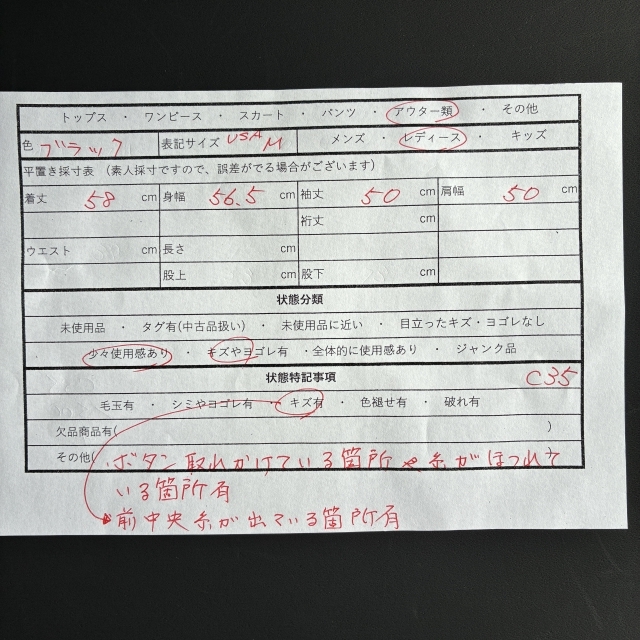 トップス ・ ワンピース ・ スカート ・ パンツ ・ アウター類 ・ その他
色 ブラック 表記サイズ USA M メンズ ・ レディース ・ キッズ
平置き採寸表 （素人採寸ですので、誤差がでる場合がございます）
着丈 58 cm 身幅 56.5 cm 袖丈 50 cm 肩幅 50 cm
裄丈 cm
ウエスト cm 長さ cm
股上 cm 股下 cm
状態分類
未使用品 ・ タグ有(中古品扱い) ・ 未使用品に近い ・ 目立ったキズ・ヨゴレなし
少々使用感あり ・ キズやヨゴレ有 ・全体的に使用感あり ・ ジャンク品
状態特記事項 C35
毛玉有 ・ シミやヨゴレ有 ・ キズ有 ・ 色褪せ有 ・ 破れ有
欠品商品有( )
その他( ・ボタン取れかけている箇所や糸がほつれて
いる箇所有
前中央糸が出ている箇所有